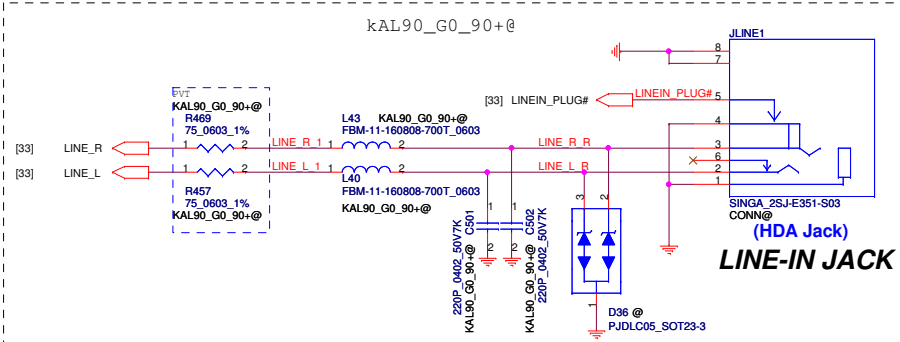 kAL90_G0_90+@
JLINE1
8
7
[33] LINEIN_PLUG#
LINEIN_PLUG#
5
PVT
KAL90_G0_90+@
R469
75_0603_1%
L43 KAL90_G0_90+@
FBM-11-160808-700T_0603
4
[33] LINE_R
1 2
LINE_R_1
1 2
LINE_R_R
3
6
[33] LINE_L
1 2
LINE_L_1
1 2
LINE_L_R
2
1
R457
75_0603_1%
KAL90_G0_90+@
L40
FBM-11-160808-700T_0603
KAL90_G0_90+@
SINGA_2SJ-E351-S03
CONN@
(HDA Jack)
LINE-IN JACK
220P_0402_50V7K
KAL90_G0_90+@ C501
1
2
1
2
KAL90_G0_90+@ C502
220P_0402_50V7K
3
2
1
D36 @
PJDLC05_SOT23-3